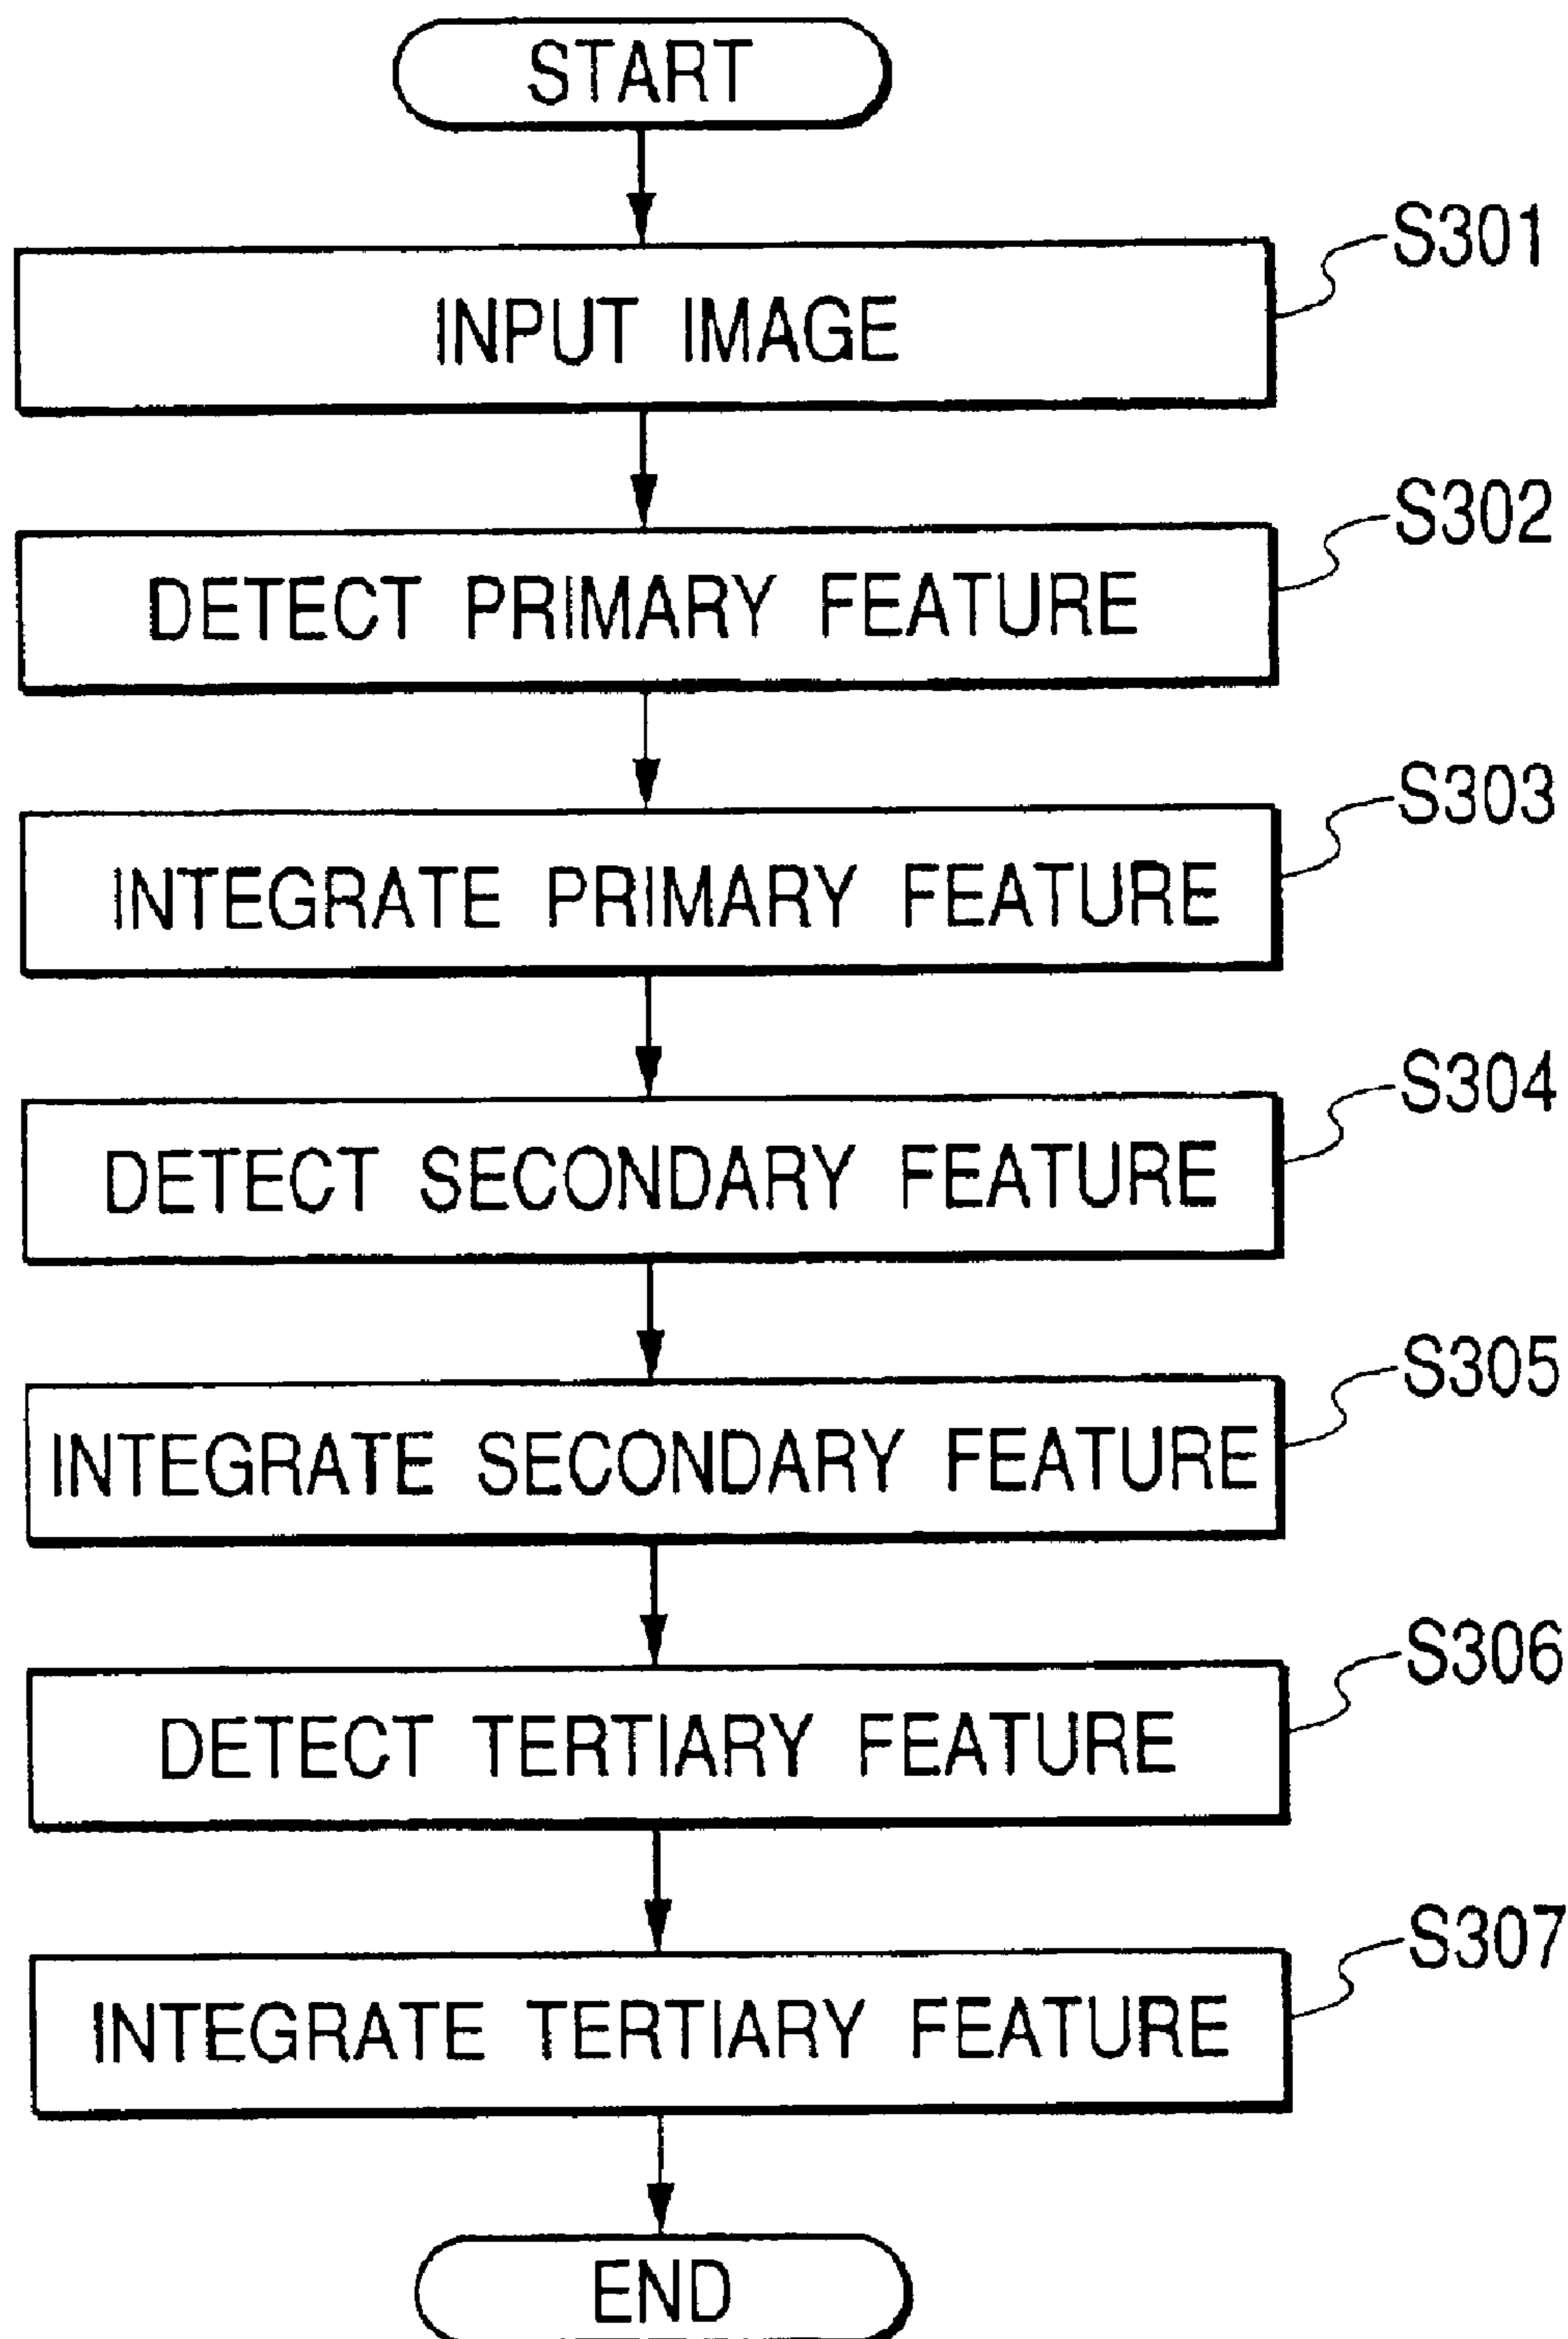 START
S301
INPUT IMAGE
S302
DETECT PRIMARY FEATURE
S303
INTEGRATE PRIMARY FEATURE
S304
DETECT SECONDARY FEATURE
S305
INTEGRATE SECONDARY FEATURE
S306
DETECT TERTIARY FEATURE
S307
INTEGRATE TERTIARY FEATURE
END